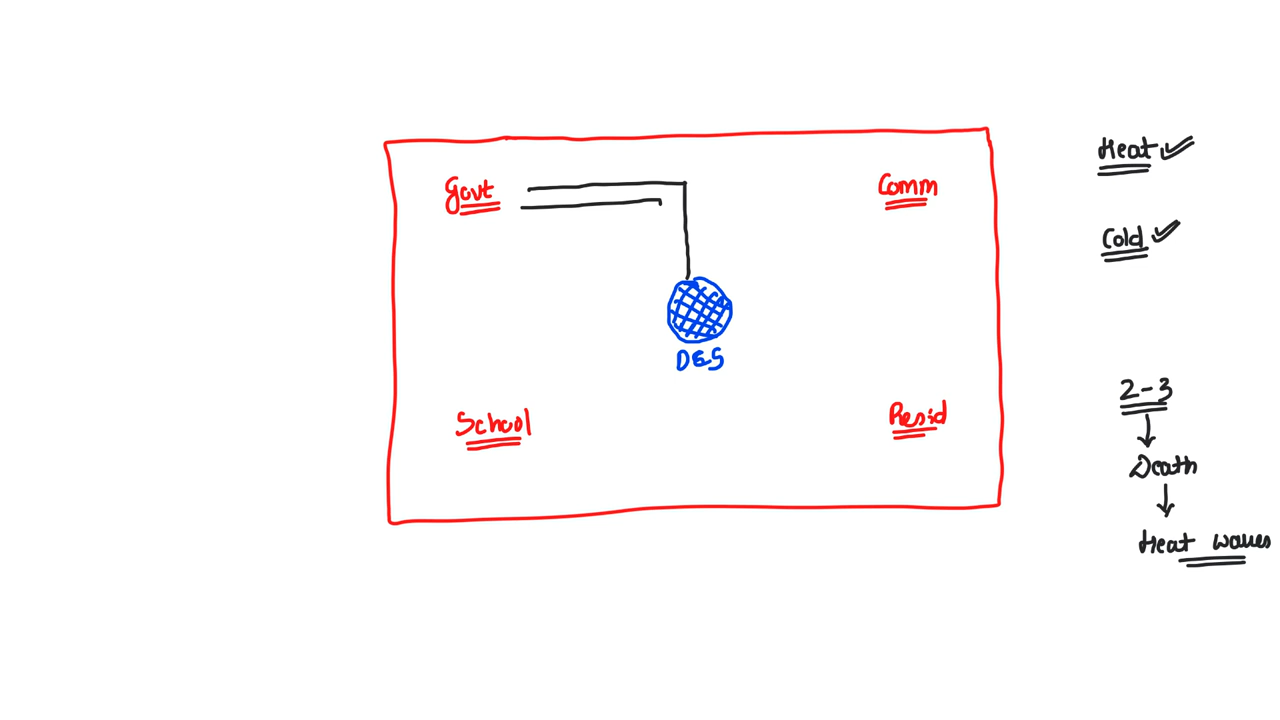 Govt
Comm
DES
School
Resid
Heat
Cold
2-3
Death
Heat waves